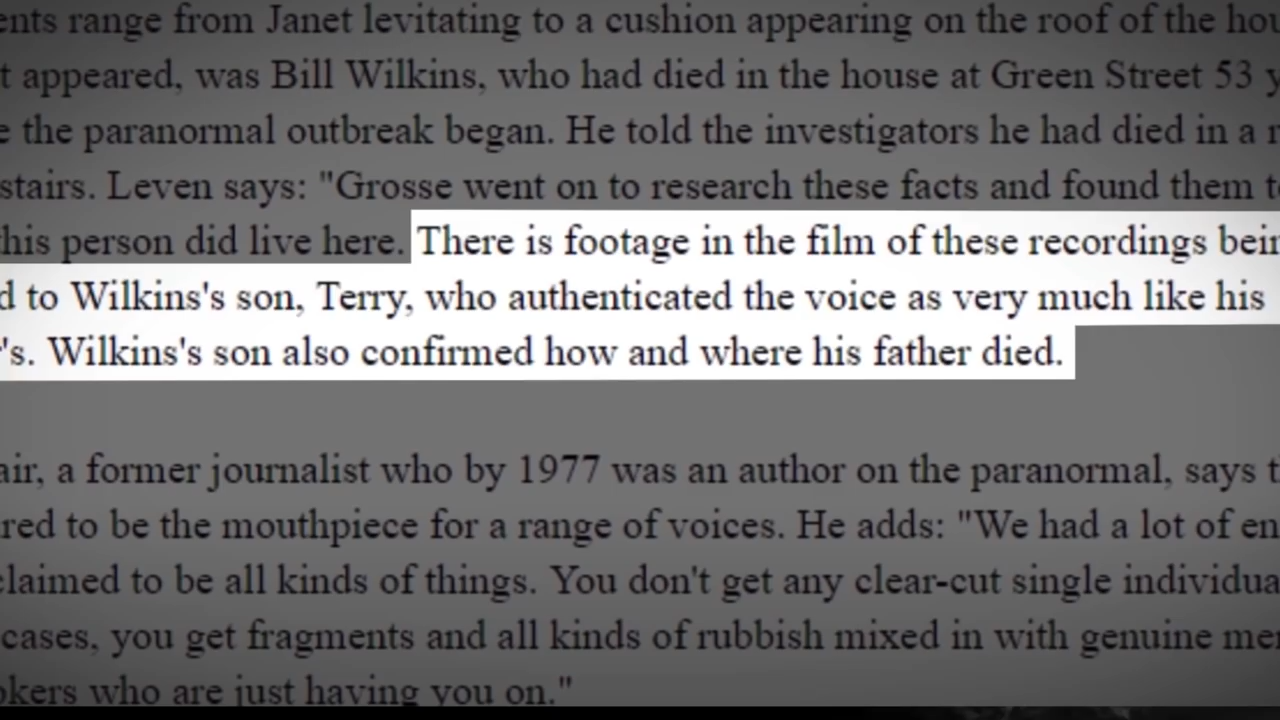 ents range from Janet levitating to a cushion appearing on the roof of the hou
t appeared, was Bill Wilkins, who had died in the house at Green Street 53 y
e the paranormal outbreak began. He told the investigators he had died in a r
stairs. Leven says: "Grosse went on to research these facts and found them t
his person did live here. There is footage in the film of these recordings bein
d to Wilkins's son, Terry, who authenticated the voice as very much like his
's. Wilkins's son also confirmed how and where his father died.
air, a former journalist who by 1977 was an author on the paranormal, says t
red to be the mouthpiece for a range of voices. He adds: "We had a lot of en
claimed to be all kinds of things. You don't get any clear-cut single individua
cases, you get fragments and all kinds of rubbish mixed in with genuine me
okers who are just having you on."